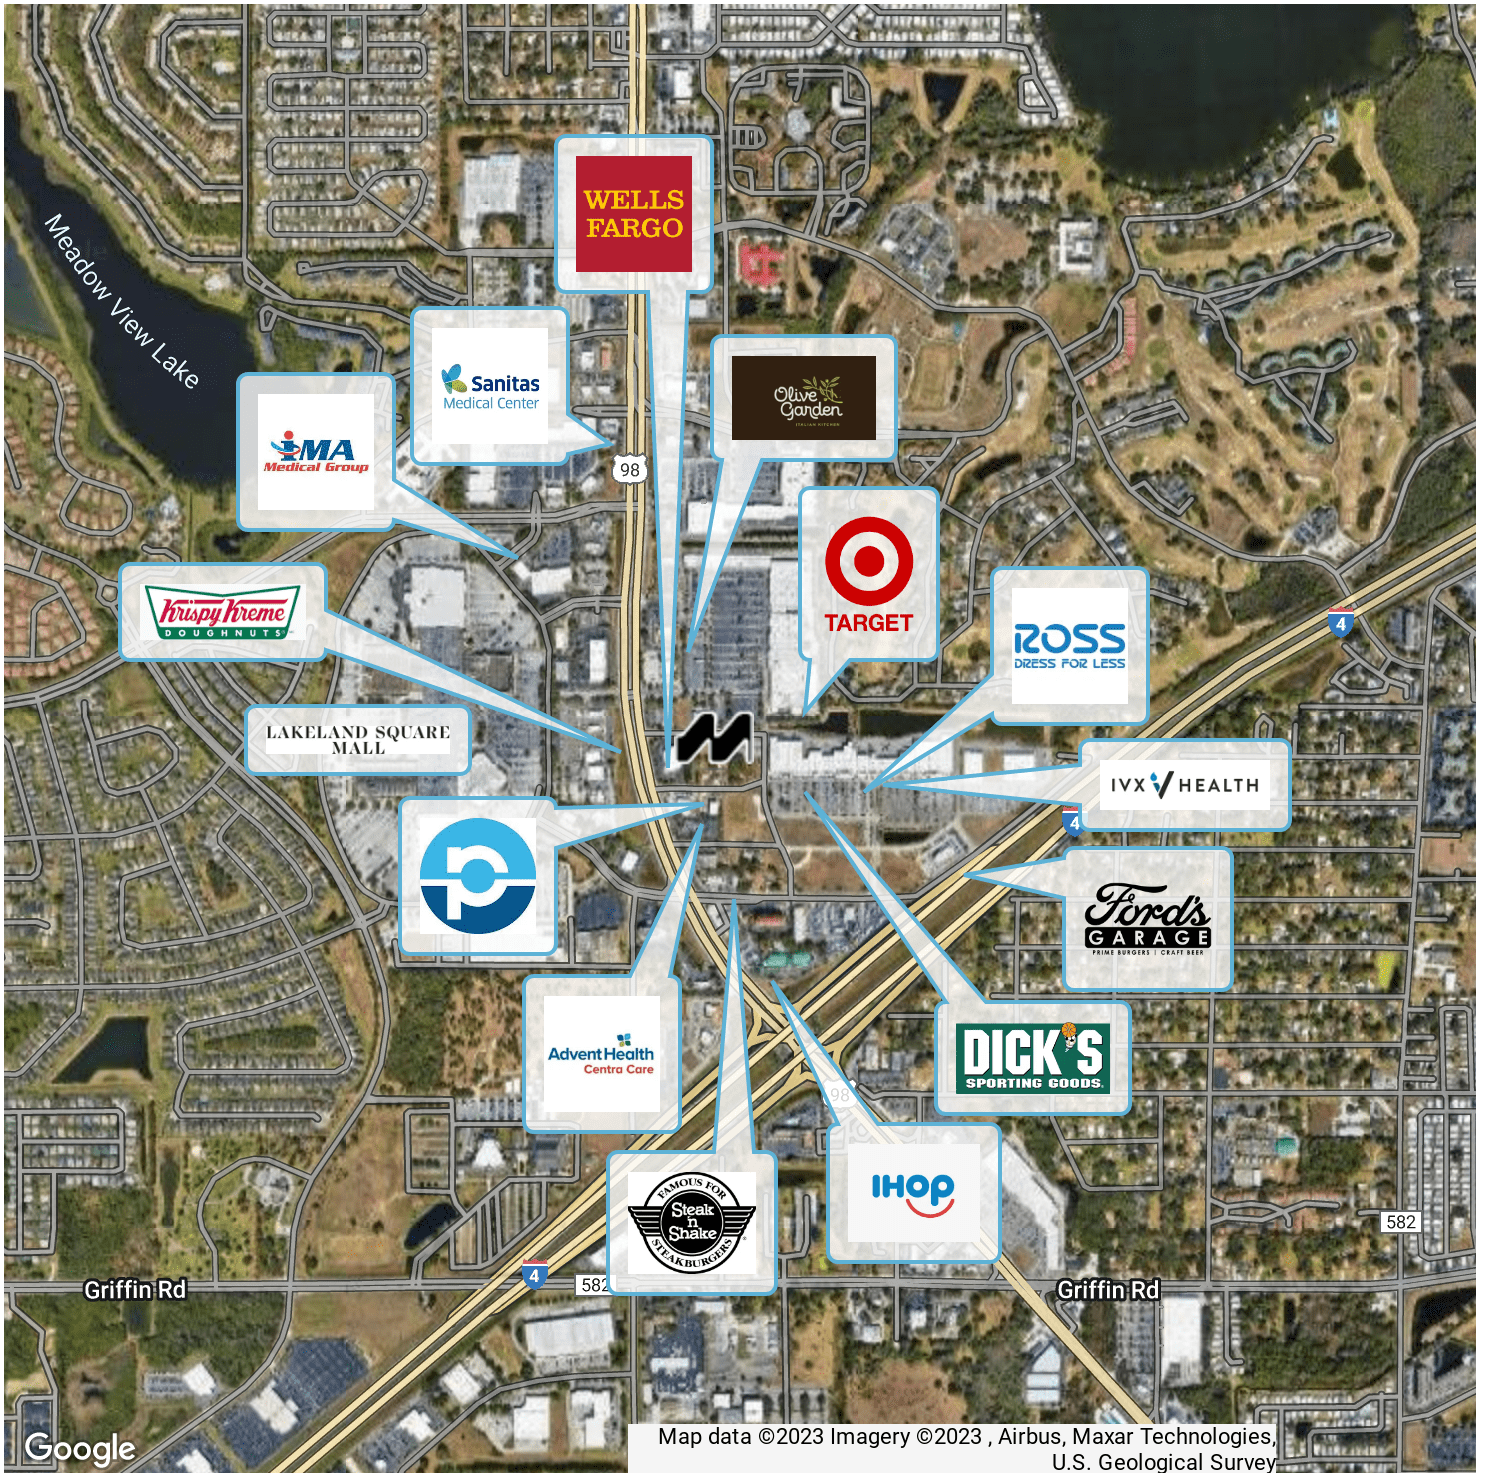 WELLS
FARGO
Meadow View Lake
Sanitas
Medical Center
Olive
Garden
ITALIAN KITCHEN
iMA
Medical Group
98
TARGET
Krispy Kreme
DOUGHNUTS
ROSS
DRESS FOR LESS
4
LAKELAND SQUARE
MALL
IVX HEALTH
4
Ford's
GARAGE
PRIME BURGERS | CRAFT BEER
AdventHealth
Centra Care
DICK'S
SPORTING GOODS
98
FAMOUS FOR
Steak
n
Shake
STEAKBURGERS
IHOP
582
4
582
Griffin Rd
Griffin Rd
Google
Map data ©2023 Imagery ©2023 , Airbus, Maxar Technologies,
U.S. Geological Survey